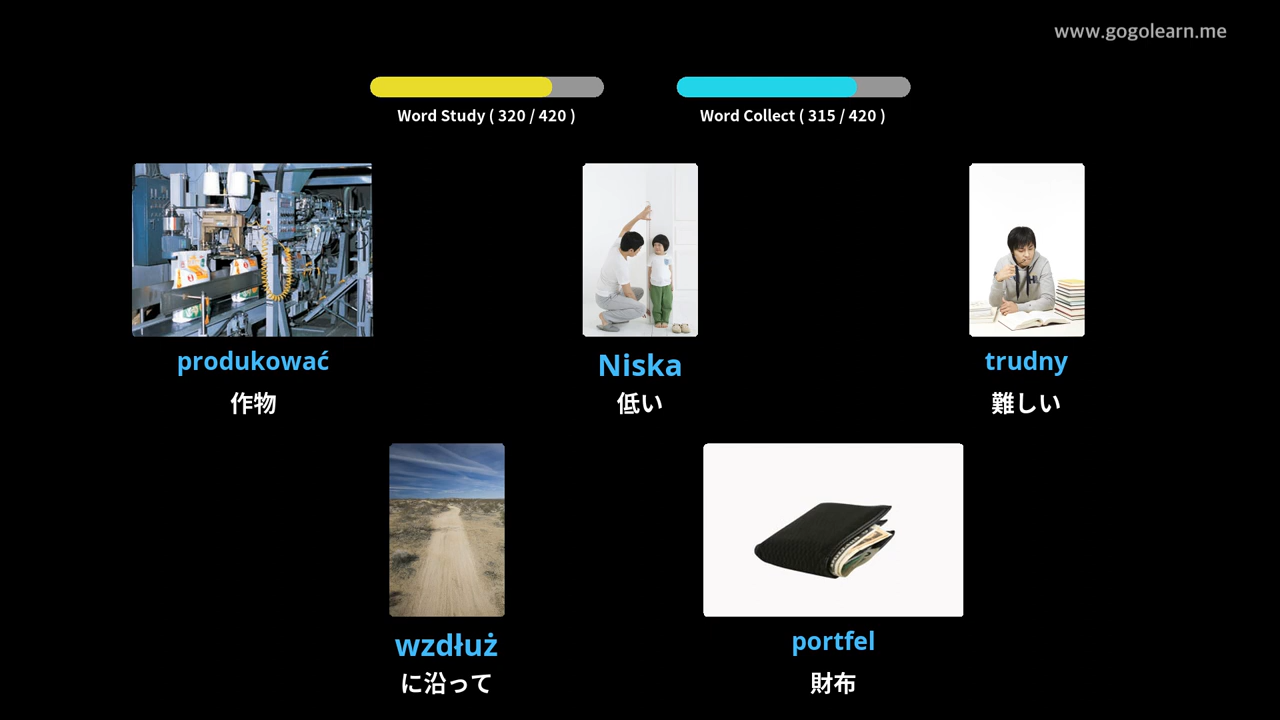 www.gogolearn.me
Word Study ( 320 / 420 )
Word Collect ( 315 / 420 )
produkować
Niska
trudny
作物
低い
難しい
wzdłuż
portfel
に沿って
財布